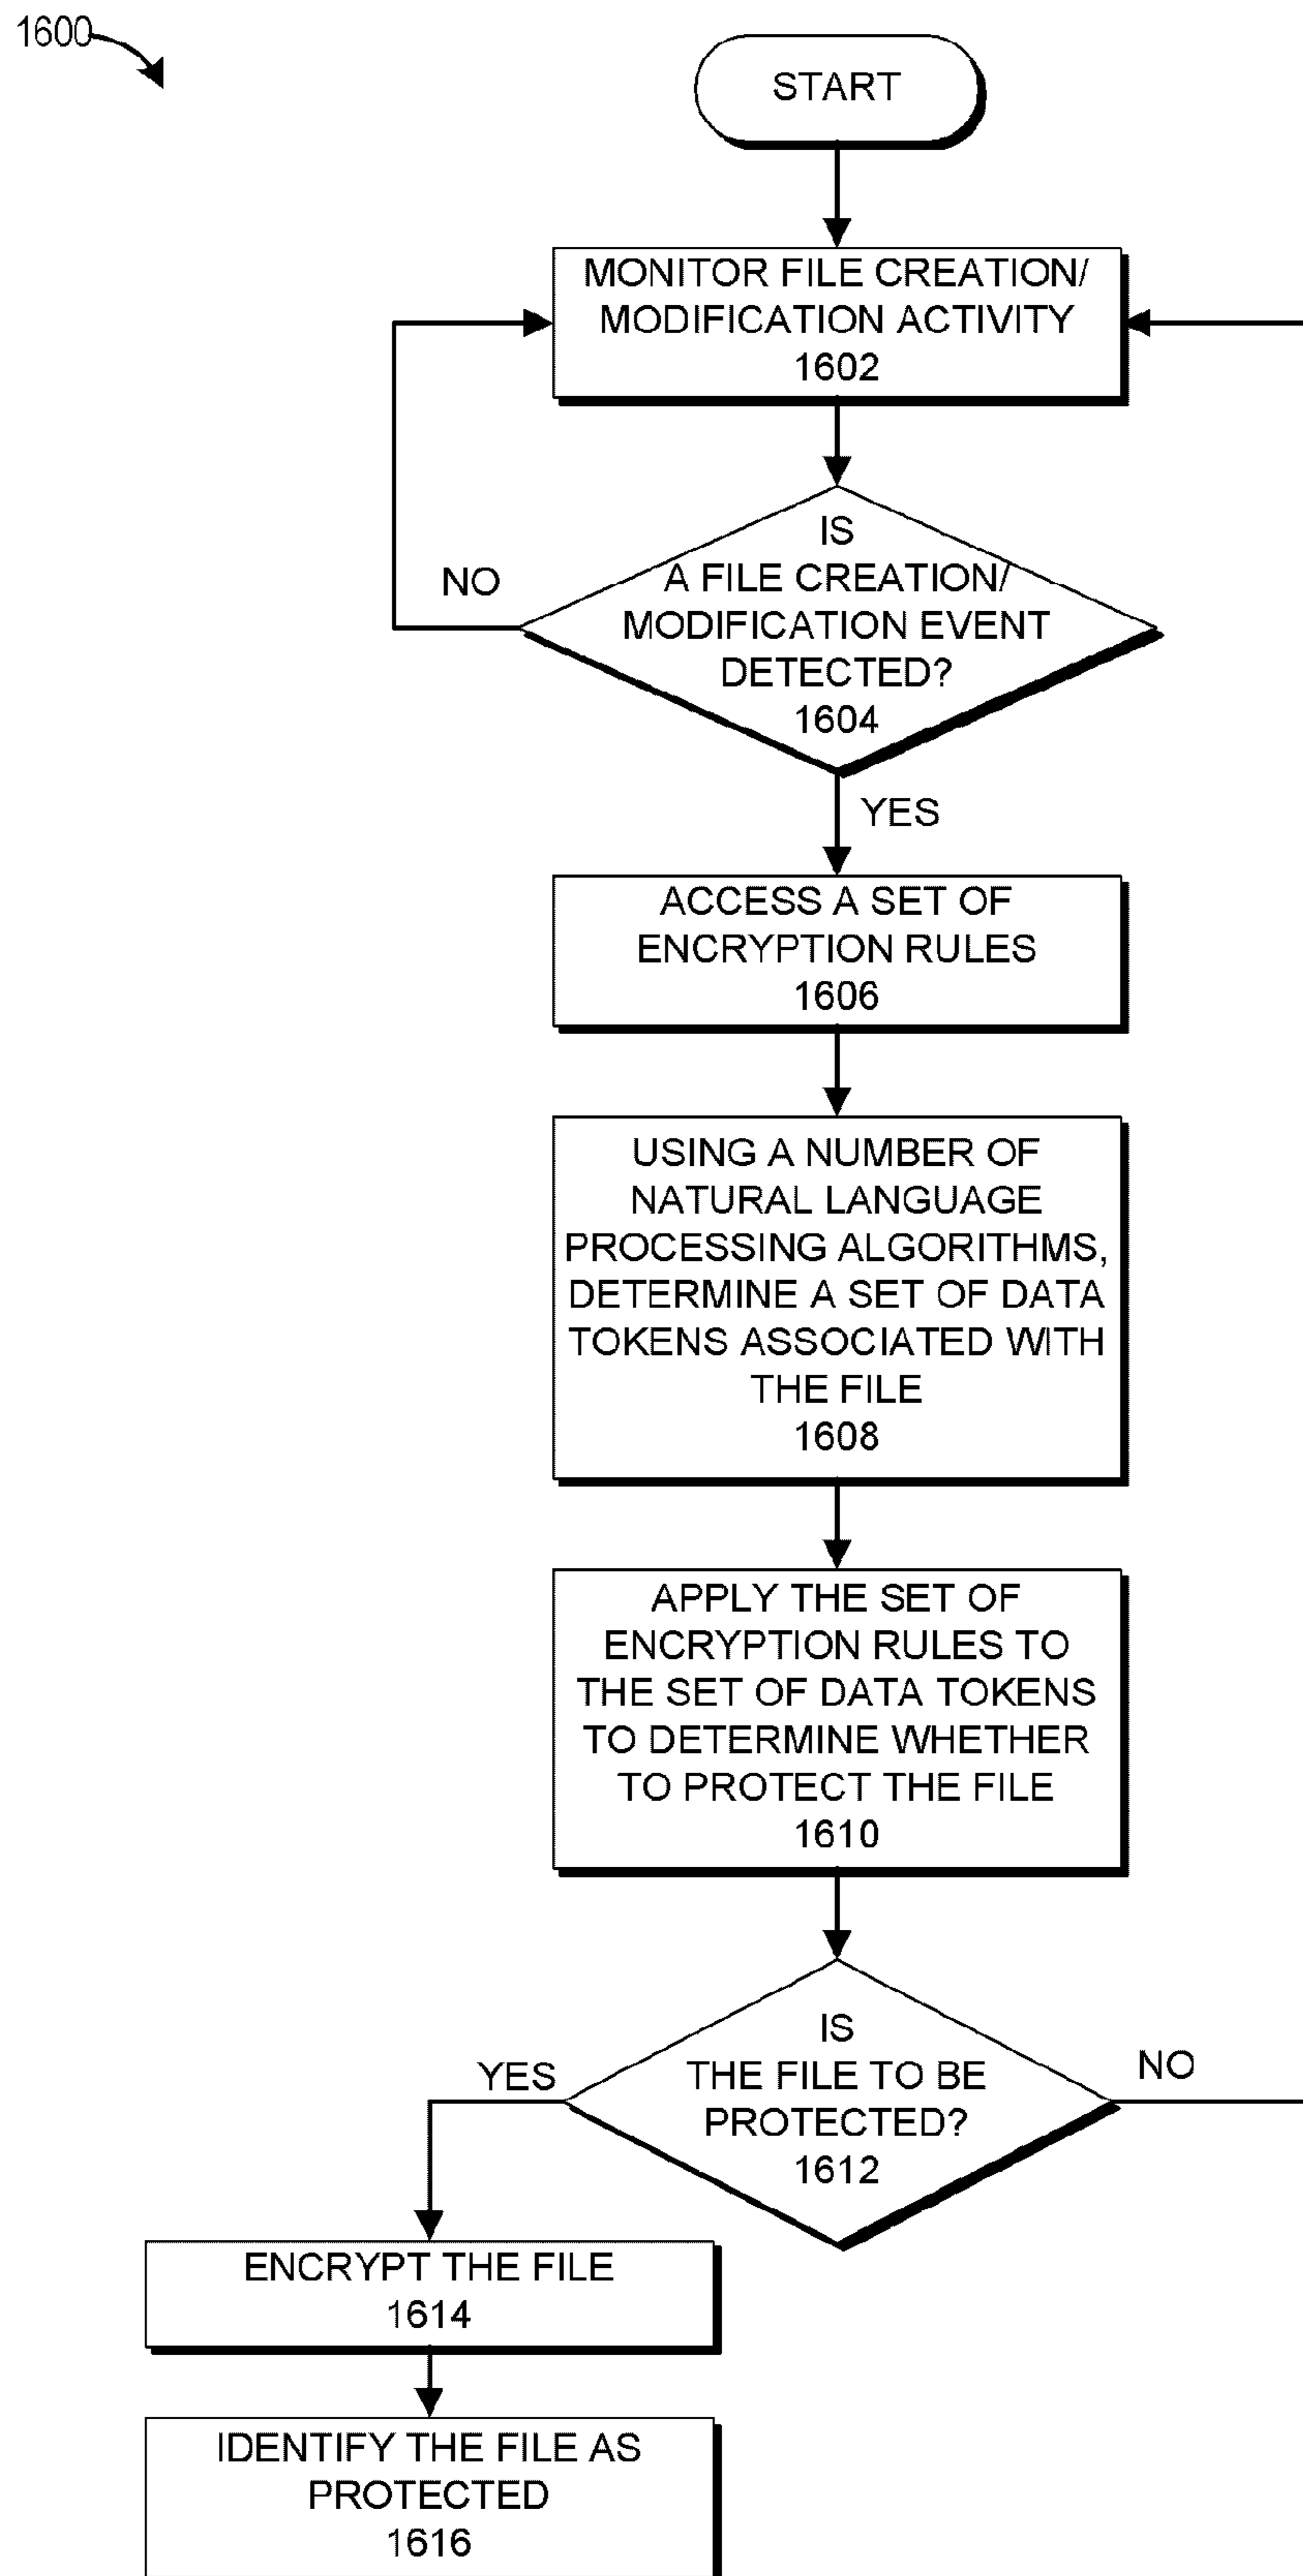 1600
START
MONITOR FILE CREATION/
MODIFICATION ACTIVITY
1602
IS
A FILE CREATION/
MODIFICATION EVENT
DETECTED?
1604
NO
YES
ACCESS A SET OF
ENCRYPTION RULES
1606
USING A NUMBER OF
NATURAL LANGUAGE
PROCESSING ALGORITHMS,
DETERMINE A SET OF DATA
TOKENS ASSOCIATED WITH
THE FILE
1608
APPLY THE SET OF
ENCRYPTION RULES TO
THE SET OF DATA TOKENS
TO DETERMINE WHETHER
TO PROTECT THE FILE
1610
IS
THE FILE TO BE
PROTECTED?
1612
YES
NO
ENCRYPT THE FILE
1614
IDENTIFY THE FILE AS
PROTECTED
1616